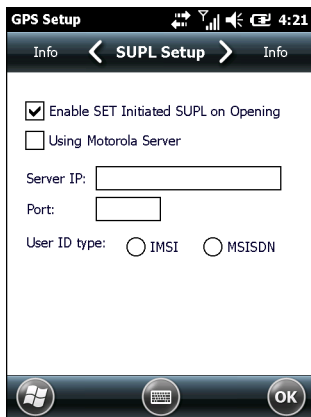 GPS Setup 4:21
Info SUPL Setup Info
Enable SET Initiated SUPL on Opening
Using Motorola Server
Server IP:
Port:
User ID type: IMSI MSISDN
OK